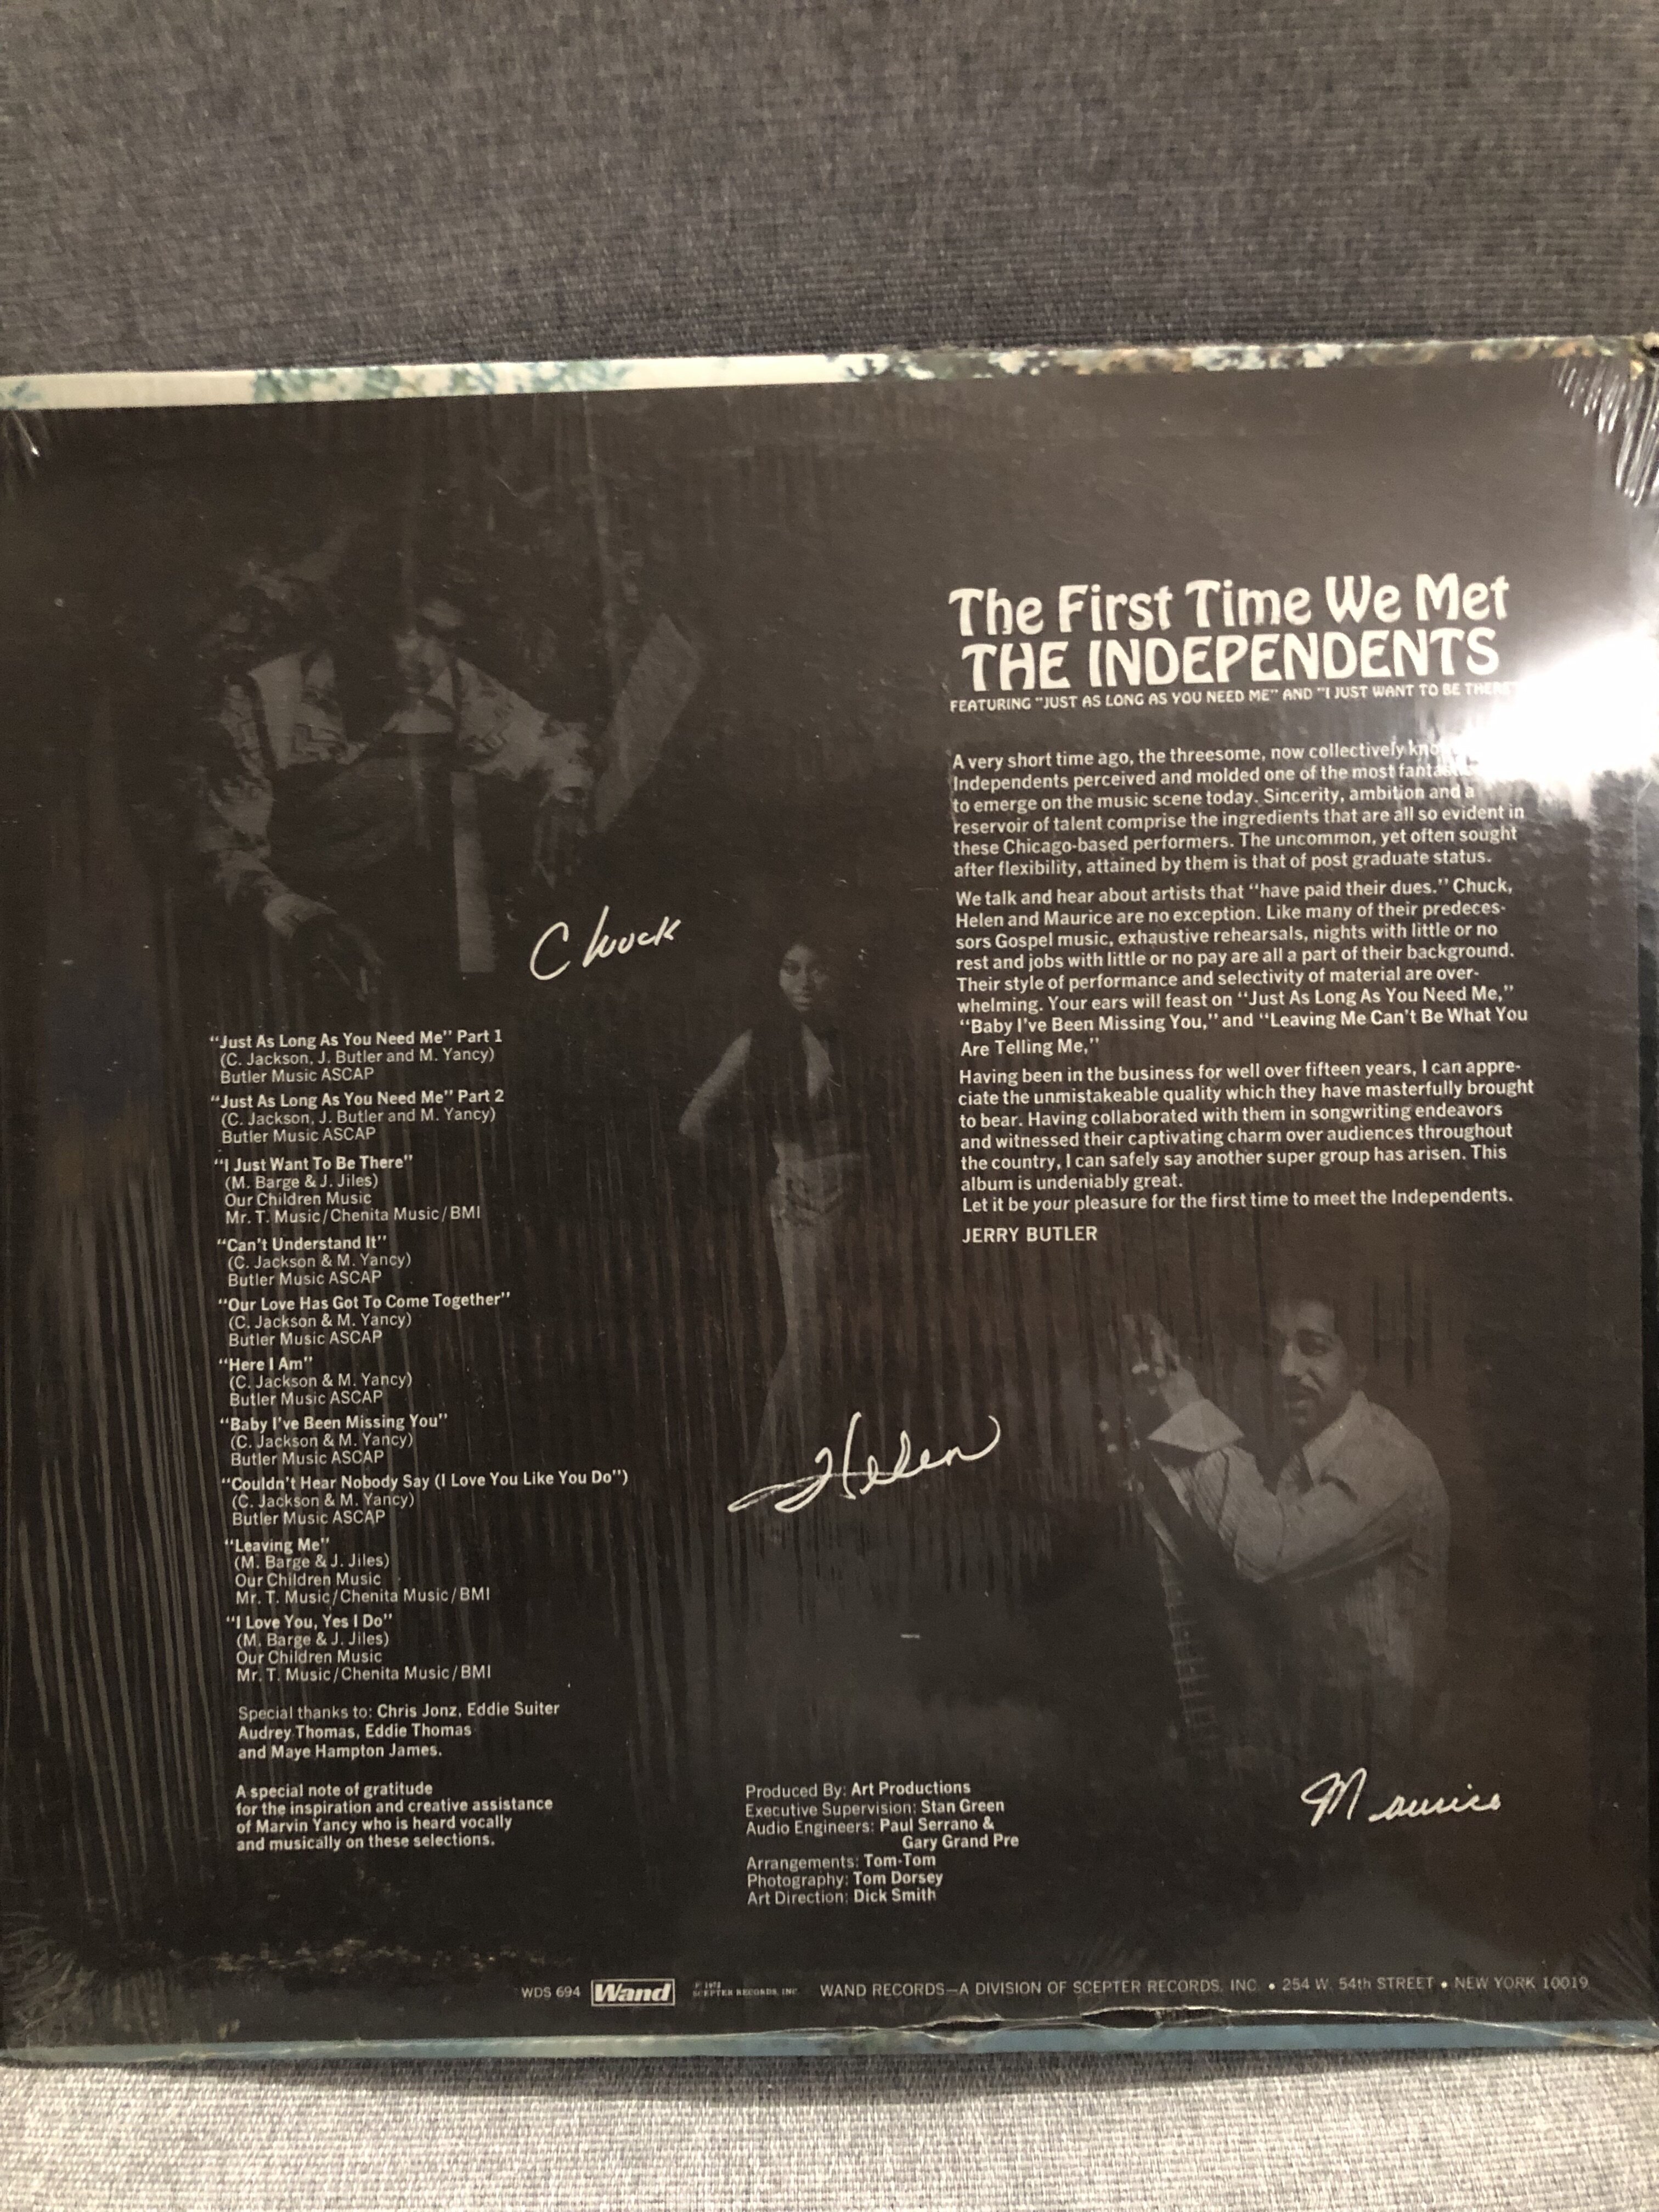 The First Time We Met
THE INDEPENDENTS
FEATURING "JUST AS LONG AS YOU NEED ME" AND "I JUST WANT TO BE THERE
A very short time ago, the threesome, now collectively
Independents perceived and molded one of the most
to emerge on the music scene today. Sincerity, ambition and a
reservoir of talent comprise the ingredients that are all so evident in
these Chicago-based performers. The uncommon, yet often sought
after flexibility, attained by them is that of post graduate status.
We talk and hear about artists that "have paid their dues." Chuck,
Helen and Maurice are no exception. Like many of their predeces-
sors Gospel music, exhaustive rehearsals, nights with little or no
rest and jobs with little or no pay are all a part of their background.
Their style of performance and selectivity of material are over-
whelming. Your ears will feast on "Just As Long As You Need Me,"
"Baby I've Been Missing You," and "Leaving Me Can't Be What You
Are Telling Me,"
Having been in the business for well over fifteen years, I can appre-
ciate the unmistakeable quality which they have masterfully brought
to bear. Having collaborated with them in songwriting endeavors
and witnessed their captivating charm over audiences throughout
the country, I can safely say another super group has arisen. This
album is undeniably great.
Let it be your pleasure for the first time to meet the Independents.
JERRY BUTLER
Chuck
"Just As Long As You Need Me" Part 1
(C. Jackson, J. Butler and M. Yancy)
Butler Music ASCAP
"Just As Long As You Need Me" Part 2
(C. Jackson, J. Butler and M. Yancy)
Butler Music ASCAP
"I Just Want To Be There"
(M. Barge & J. Jiles)
Our Children Music
Mr. T. Music/Chenita Music/BMI
"Can't Understand It"
(C. Jackson & M. Yancy)
Butler Music ASCAP
"Our Love Has Got To Come Together"
(C. Jackson & M. Yancy)
Butler Music ASCAP
"Here I Am"
(C. Jackson & M. Yancy)
Butler Music ASCAP
"Baby I've Been Missing You"
(C. Jackson & M. Yancy)
Butler Music ASCAP
"Couldn't Hear Nobody Say (I Love You Like You Do")
(C. Jackson & M. Yancy)
Butler Music ASCAP
"Leaving Me"
(M. Barge & J. Jiles)
Our Children Music
Mr. T. Music/Chenita Music/BMI
"I Love You, Yes I Do"
(M. Barge & J. Jiles)
Our Children Music
Mr. T. Music/Chenita Music/BMI
Special thanks to: Chris Jonz, Eddie Suiter
Audrey Thomas, Eddie Thomas
and Maye Hampton James.
A special note of gratitude
for the inspiration and creative assistance
of Marvin Yancy who is heard vocally
and musically on these selections.
Helen
Produced By: Art Productions
Executive Supervision: Stan Green
Audio Engineers: Paul Serrano &
Gary Grand Pre
Arrangements: Tom-Tom
Photography: Tom Dorsey
Art Direction: Dick Smith
Maurice
WDS 694 Wand ℗ 1972 SCEPTER RECORDS, INC. WAND RECORDS—A DIVISION OF SCEPTER RECORDS, INC. • 254 W. 54th STREET • NEW YORK 10019